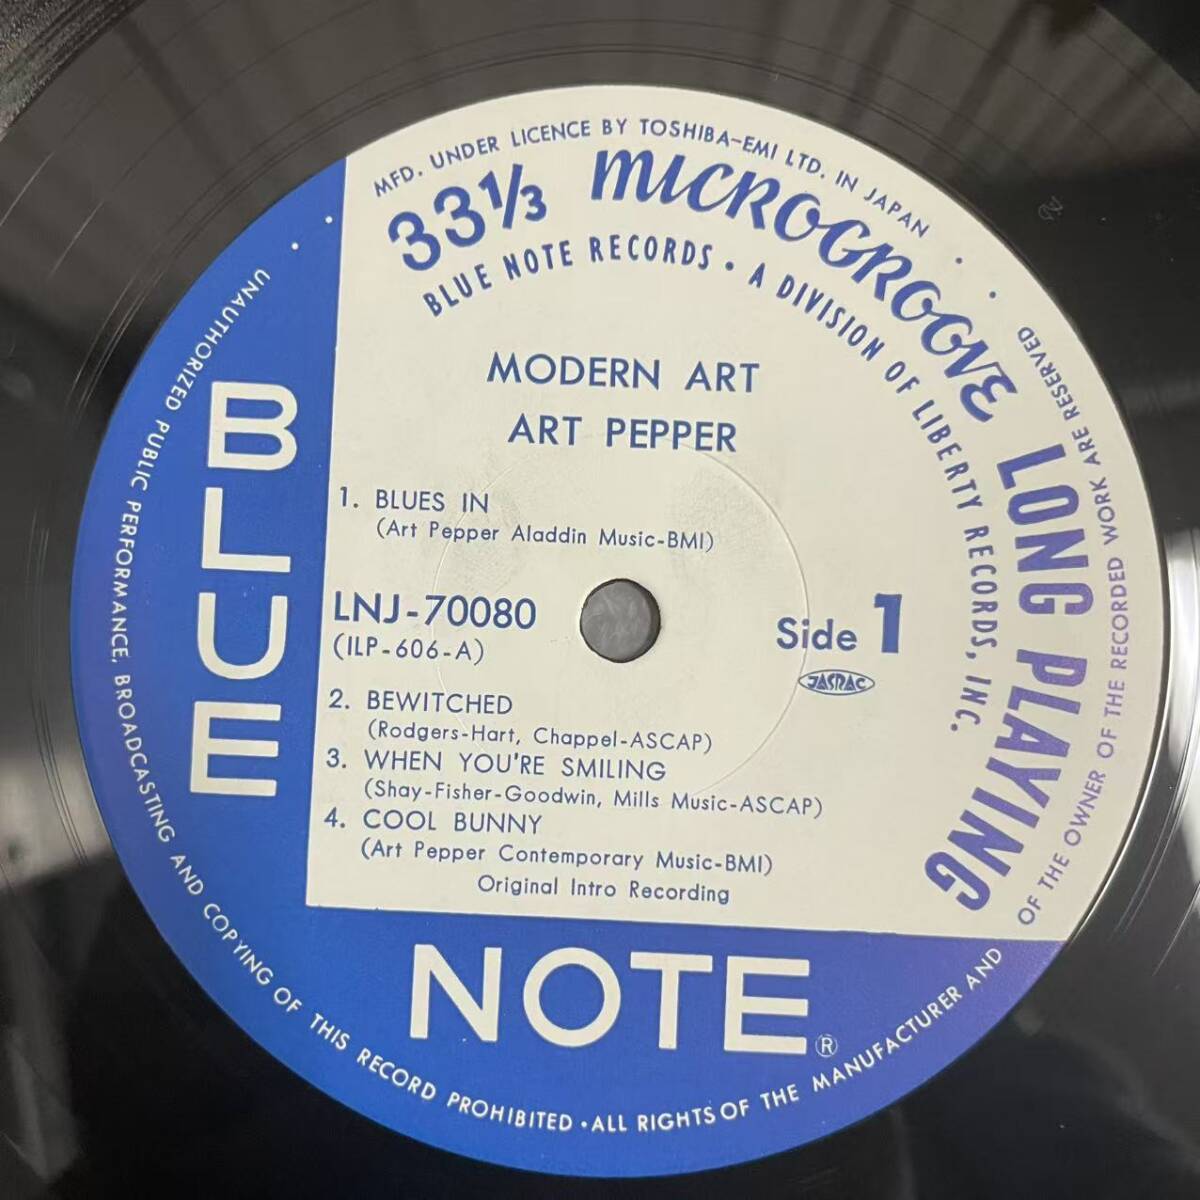 MFD. UNDER LICENCE BY TOSHIBA-EMI LTD. IN JAPAN
33 1/3 MICROGROOVE LONG PLAYING
BLUE NOTE RECORDS • A DIVISION OF LIBERTY RECORDS, INC.
MODERN ART
ART PEPPER
1. BLUES IN
(Art Pepper Aladdin Music-BMI)
LNJ-70080
(ILP-606-A)
Side 1
JASRAC
2. BEWITCHED
(Rodgers-Hart, Chappel-ASCAP)
3. WHEN YOU'RE SMILING
(Shay-Fisher-Goodwin, Mills Music-ASCAP)
4. COOL BUNNY
(Art Pepper Contemporary Music-BMI)
Original Intro Recording
BLUE
NOTE®
UNAUTHORIZED PUBLIC PERFORMANCE, BROADCASTING AND COPYING OF THIS RECORD PROHIBITED • ALL RIGHTS OF THE MANUFACTURER AND OF THE OWNER OF THE RECORDED WORK ARE RESERVED